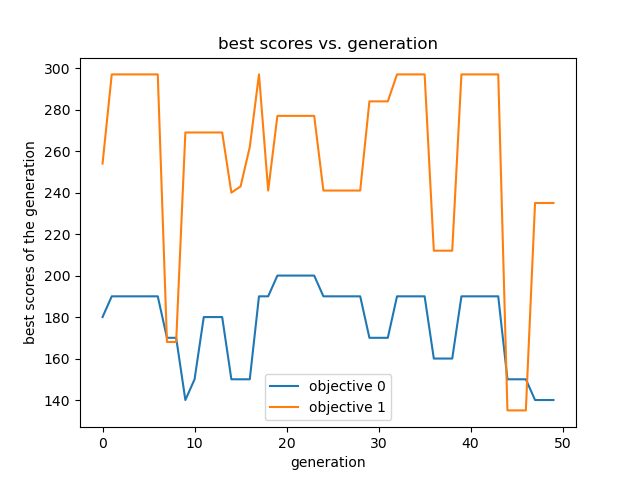 best scores vs. generation
best scores of the generation
300
280
260
240
220
200
180
160
140
objective 0
objective 1
0 10 20 30 40 50
generation